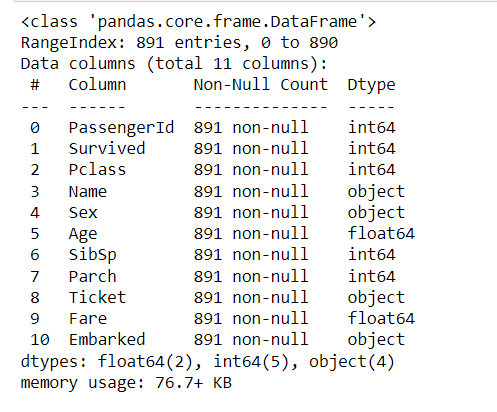 <class 'pandas.core.frame.DataFrame'>
RangeIndex: 891 entries, 0 to 890
Data columns (total 11 columns):
 #   Column       Non-Null Count  Dtype
---  ------       --------------  -----
 0   PassengerId  891 non-null    int64
 1   Survived     891 non-null    int64
 2   Pclass       891 non-null    int64
 3   Name         891 non-null    object
 4   Sex          891 non-null    object
 5   Age          891 non-null    float64
 6   SibSp        891 non-null    int64
 7   Parch        891 non-null    int64
 8   Ticket       891 non-null    object
 9   Fare         891 non-null    float64
 10  Embarked     891 non-null    object
dtypes: float64(2), int64(5), object(4)
memory usage: 76.7+ KB